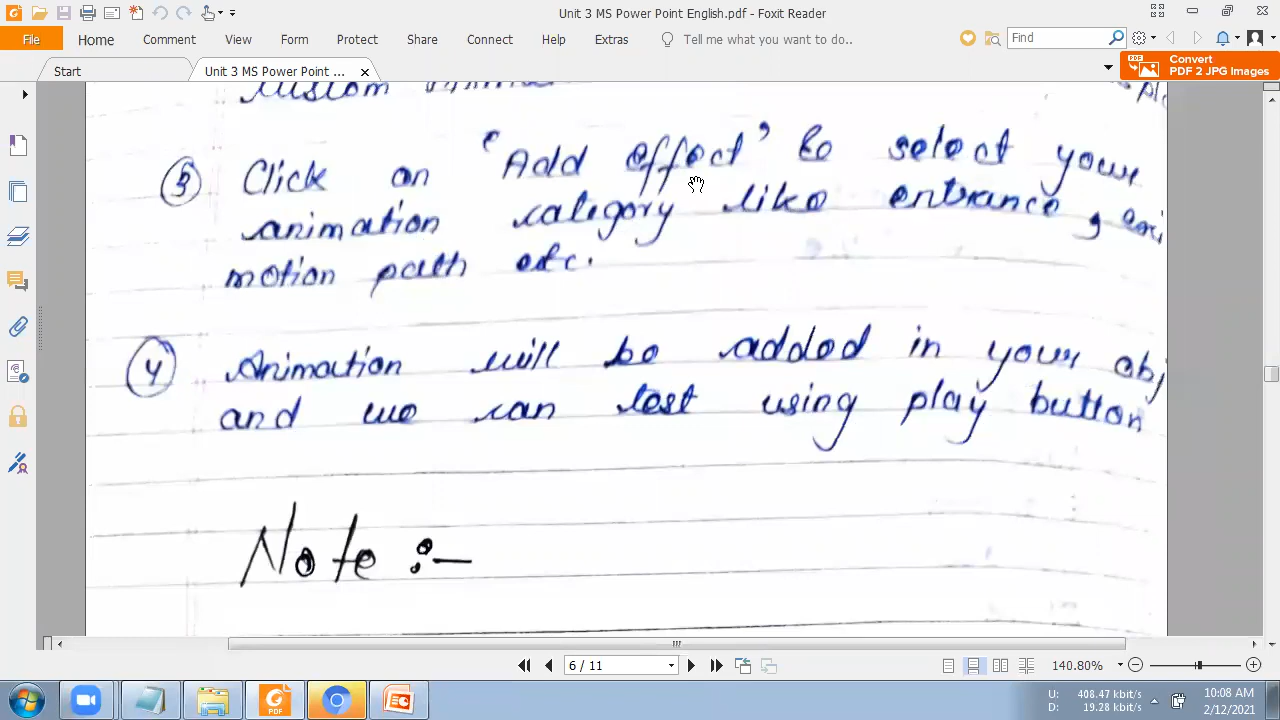 Unit 3 MS Power Point English.pdf - Foxit Reader
File Home Comment View Form Protect Share Connect Help Extras Tell me what you want to do.. Find
Start Unit 3 MS Power Point ... Convert
PDF 2 JPG Images
custom
3 Click on 'Add effect' to select your
animation category like entrance, exi
motion path etc.
4 Animation will be added in your obj
and we can test using play button
Note :-
6 / 11 140.80%
U: 408.47 kbit/s 10:08 AM
D: 19.28 kbit/s 2/12/2021